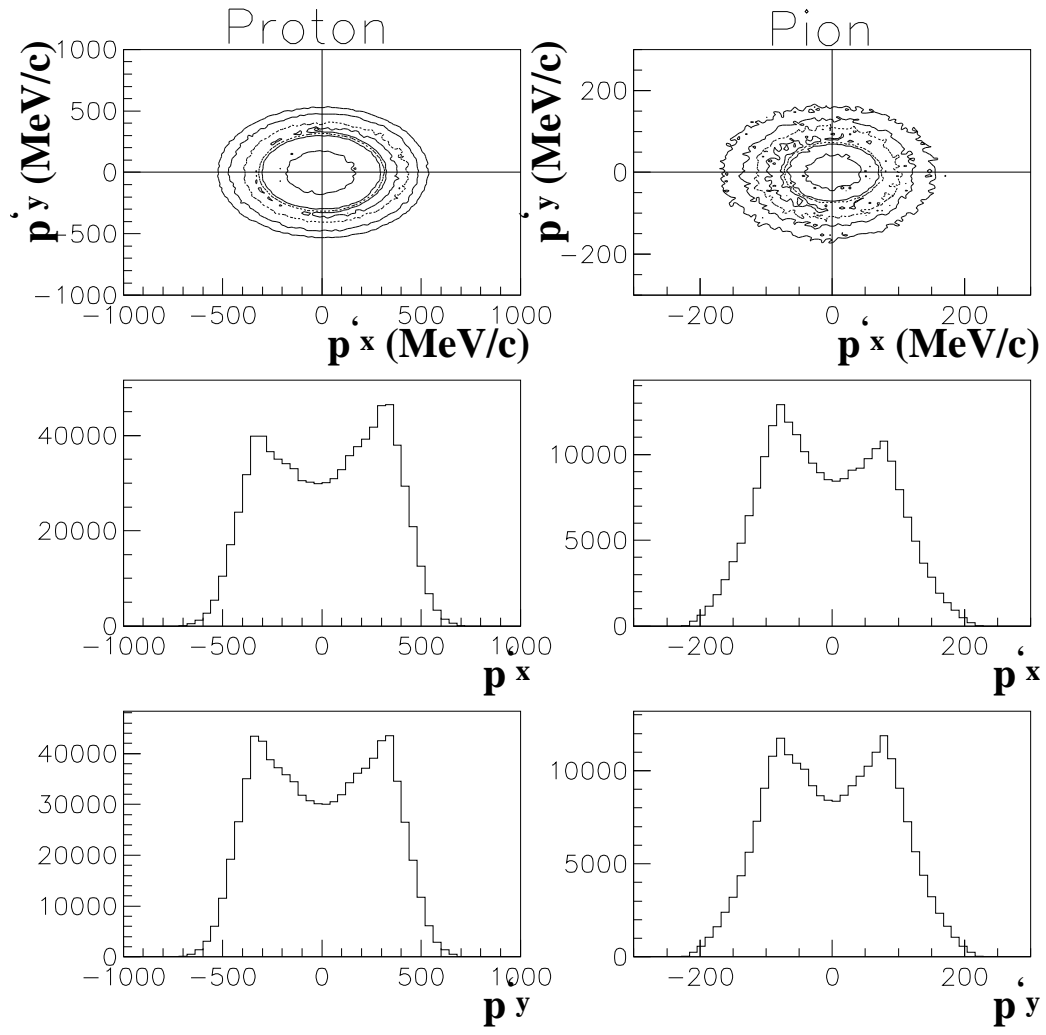 Proton Pion
p‘y (MeV/c) 1000 500 0 −500 −1000
−1000 −500 0 500 1000
p‘x (MeV/c)
p‘y (MeV/c) 200 0 −200
−200 0 200
p‘x (MeV/c)
40000 20000 0
−1000 −500 0 500 1000
p‘x
10000 5000 0
−200 0 200
p‘x
40000 30000 20000 10000 0
−1000 −500 0 500 1000
p‘y
10000 5000 0
−200 0 200
p‘y